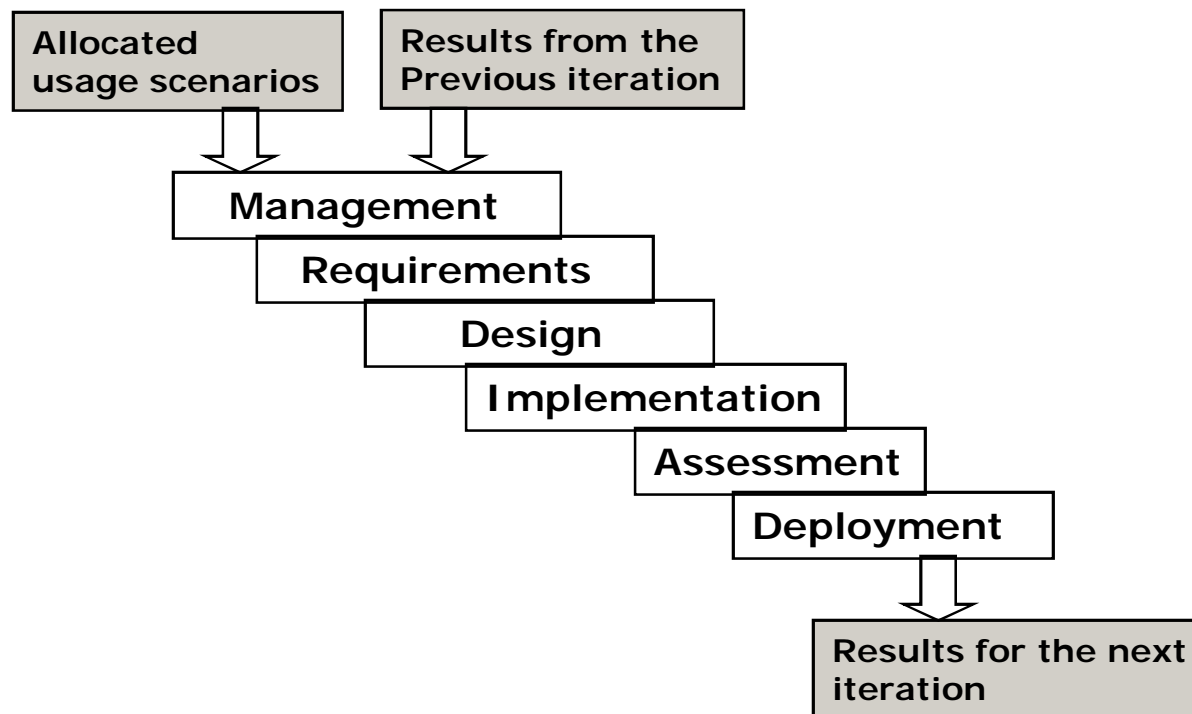 Allocated
usage scenarios
Results from the
Previous iteration
Management
Requirements
Design
Implementation
Assessment
Deployment
Results for the next
iteration